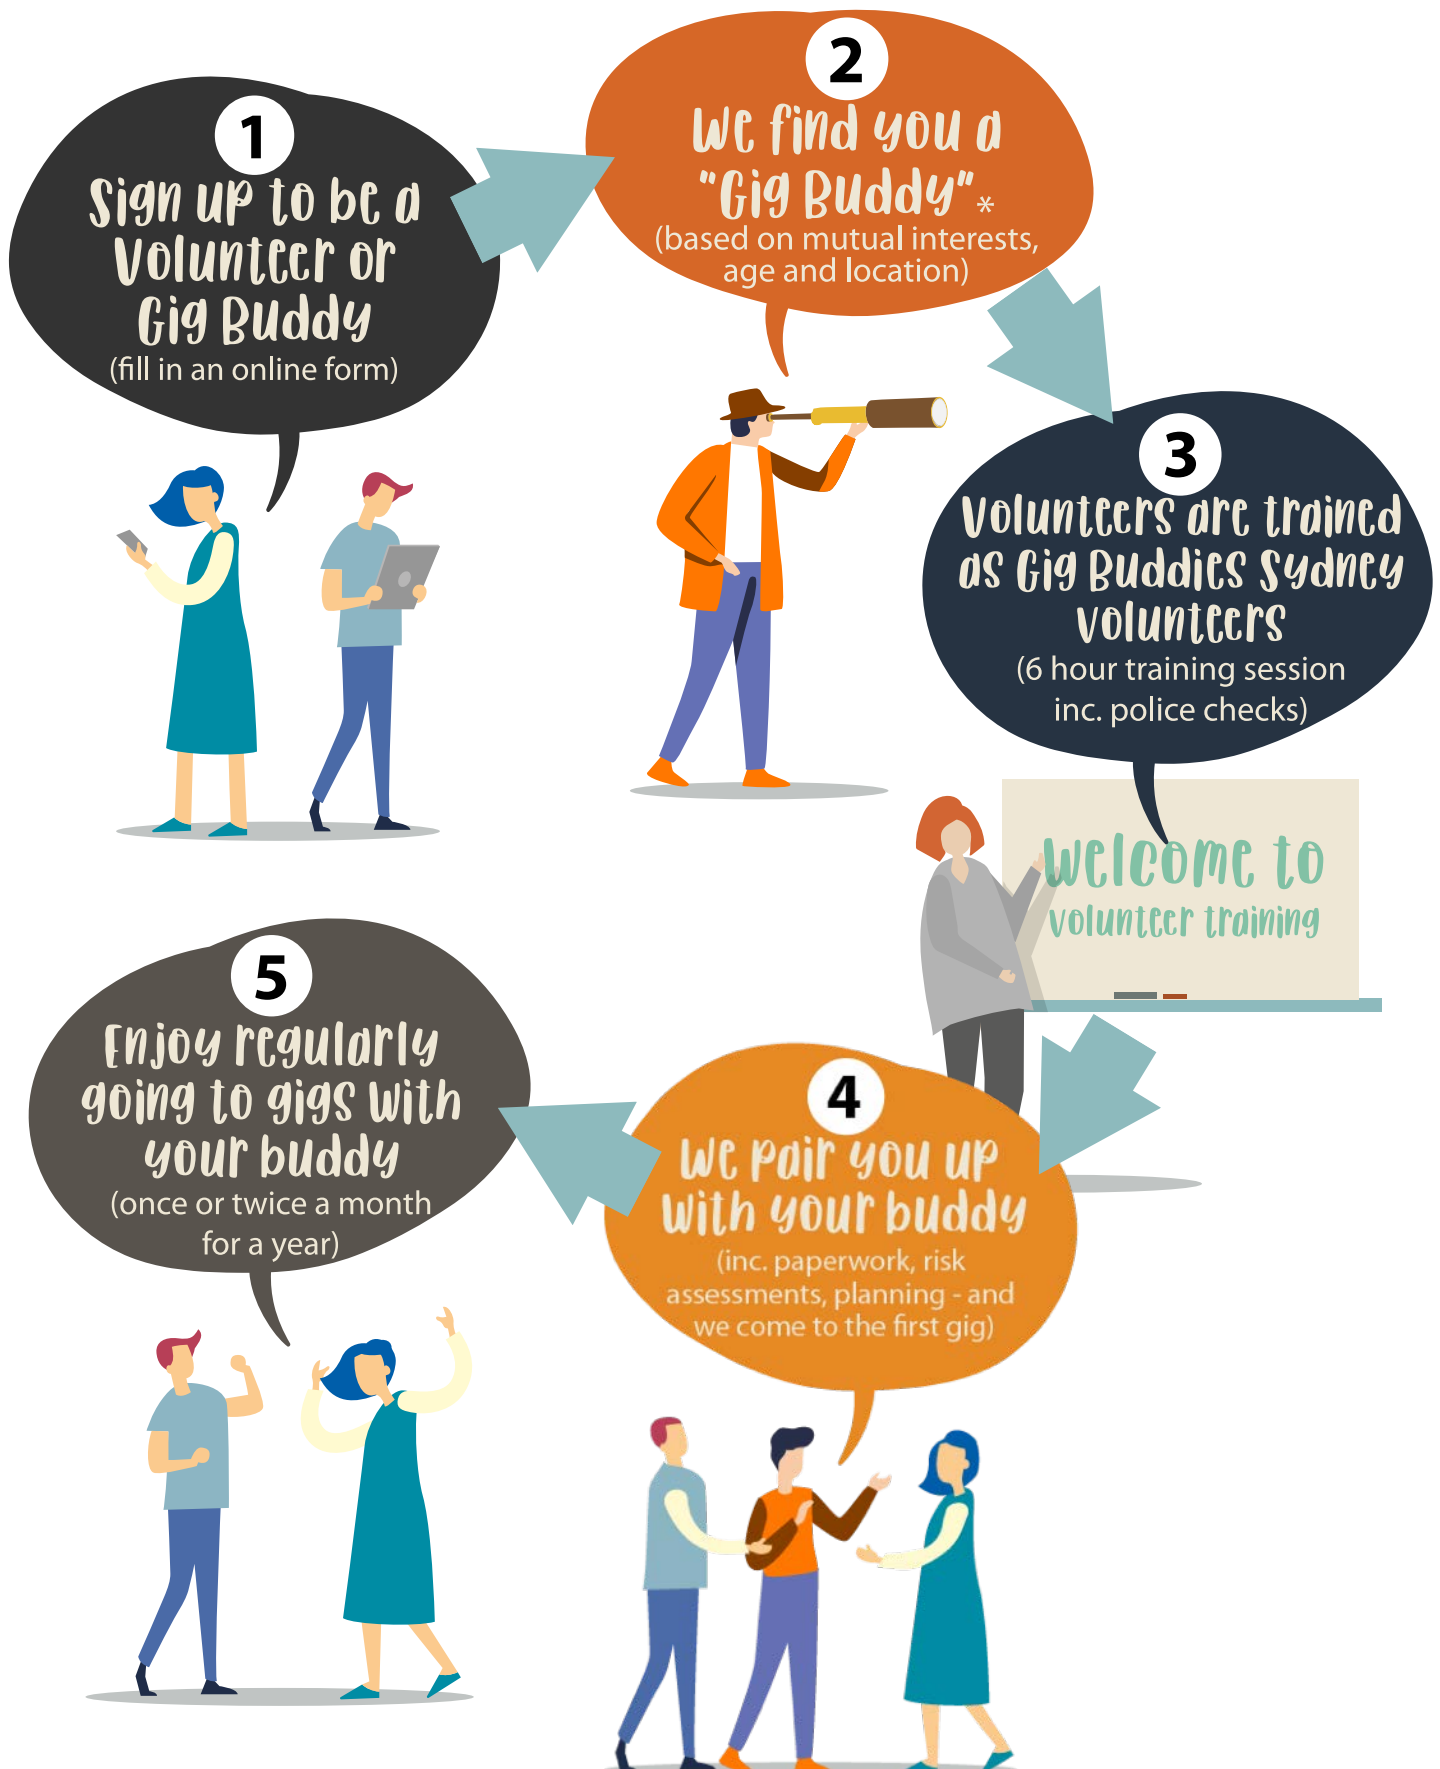 1
Sign up to be a
Volunteer or
Gig Buddy
(fill in an online form)
2
We find you a
"Gig Buddy"*
(based on mutual interests,
age and location)
3
Volunteers are trained
as Gig Buddies Sydney
volunteers
(6 hour training session
inc. police checks)
Welcome to
volunteer training
4
We pair you up
with your buddy
(inc. paperwork, risk
assessments, planning - and
we come to the first gig)
5
Enjoy regularly
going to gigs with
your buddy
(once or twice a month
for a year)